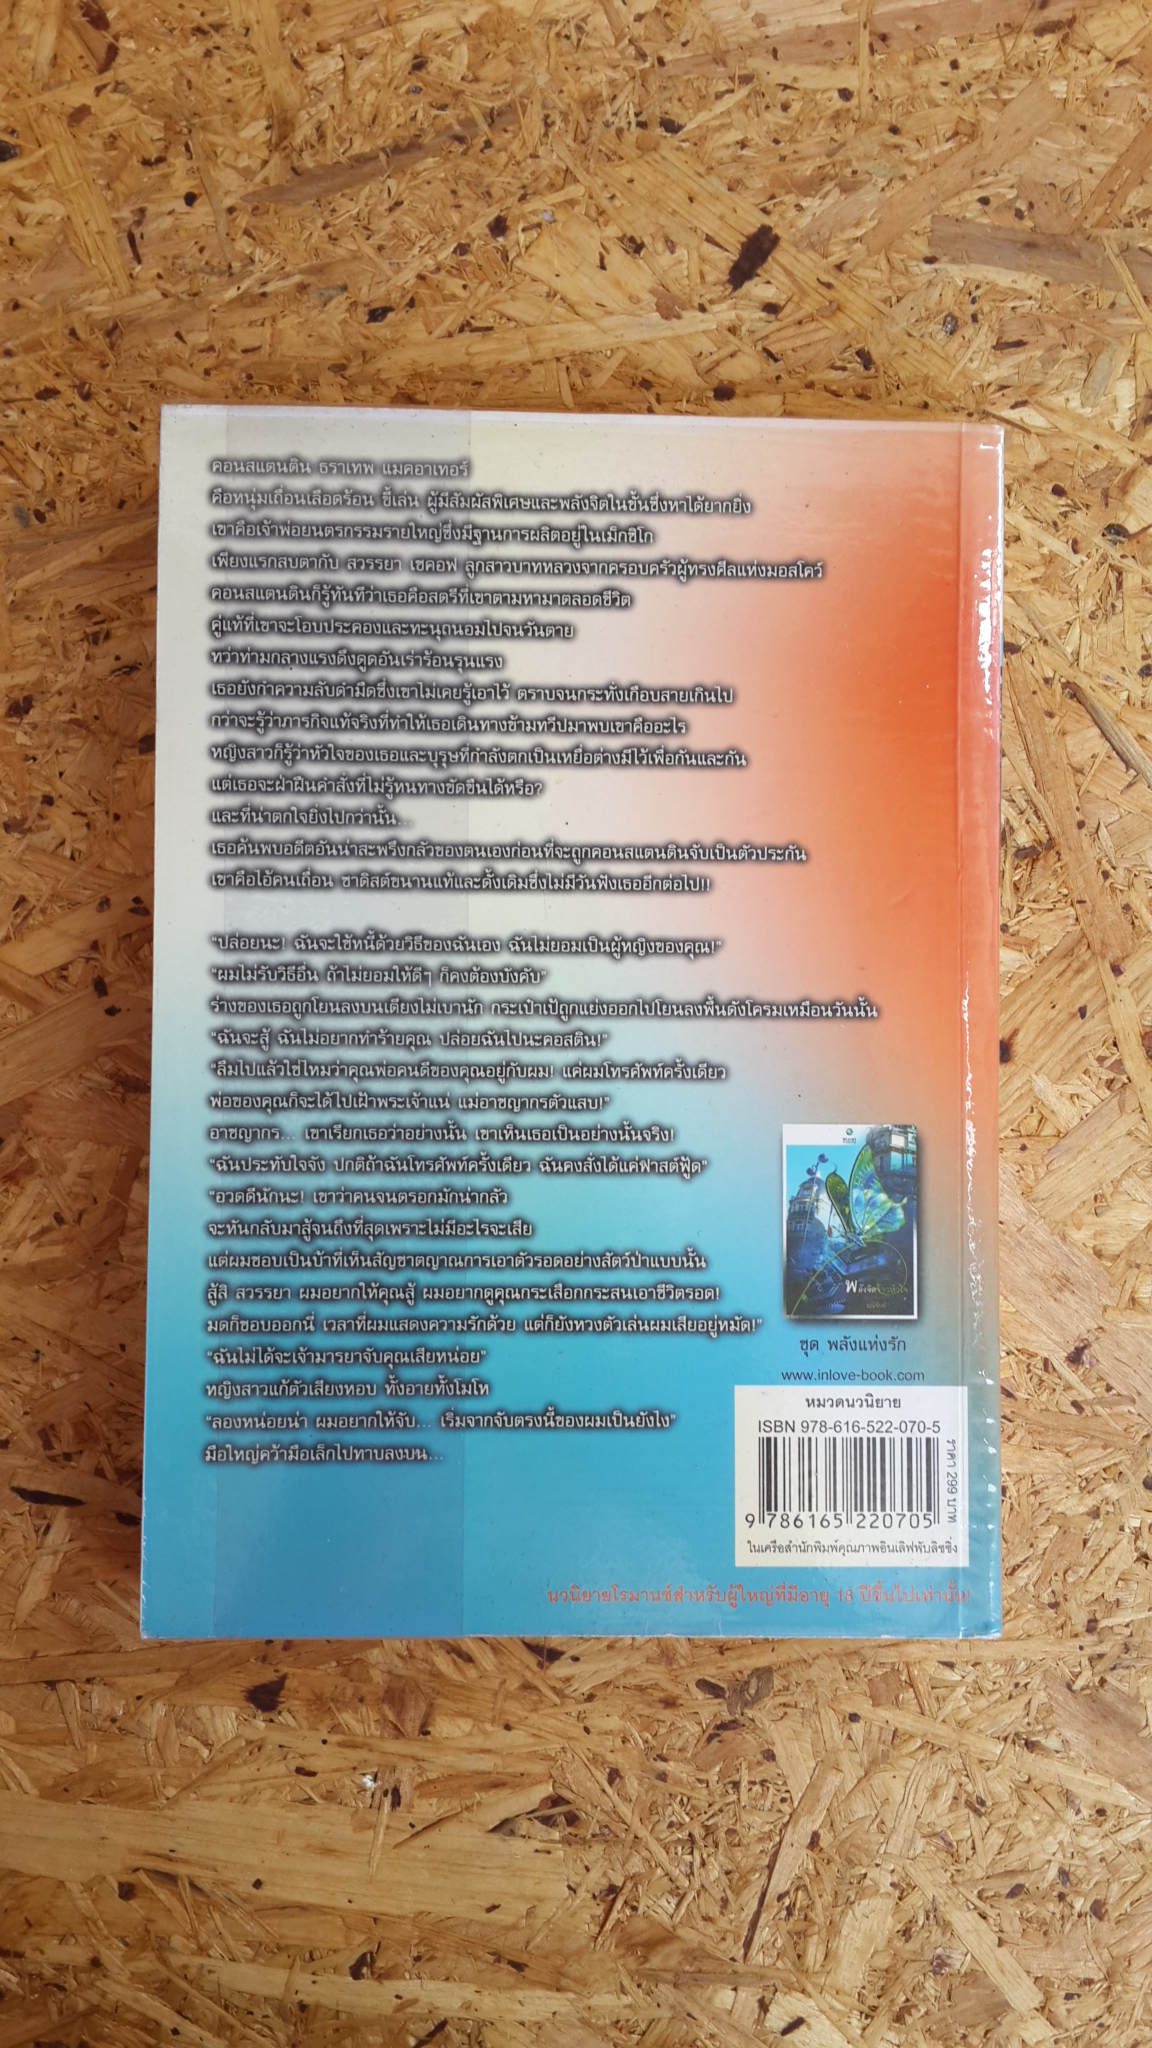 คอนสแตนติน ธราเทพ แมคอาเทอร์
คือหนุ่มเถื่อนเลือดร้อน ขี้เล่น ผู้มีสัมผัสพิเศษและพลังจิตในชั้นซึ่งหาได้ยากยิ่ง
เขาคือเจ้าพ่อยนตรกรรมรายใหญ่ซึ่งมีฐานการผลิตอยู่ในเม็กซิโก
เพียงแรกสบตากับ สวรรยา เชคอฟ ลูกสาวบาทหลวงจากครอบครัวผู้ทรงศีลแห่งมอสโคว์
คอนสแตนตินก็รู้ทันทีว่าเธอคือสตรีที่เขาตามหามาตลอดชีวิต
คู่แท้ที่เขาจะโอบประคองและทะนุถนอมไปจนวันตาย
ทว่าท่ามกลางแรงดึงดูดอันเร่าร้อนรุนแรง
เธอยังกำความลับดำมืดซึ่งเขาไม่เคยรู้เอาไว้ ตราบจนกระทั่งเกือบสายเกินไป
กว่าจะรู้ว่าภารกิจแท้จริงที่ทำให้เธอเดินทางข้ามทวีปมาพบเขาคืออะไร
หญิงสาวก็รู้ว่าหัวใจของเธอและบุรุษที่กำลังตกเป็นเหยื่อต่างมีไว้เพื่อกันและกัน
แต่เธอจะฝ่าฝืนคำสั่งที่ไม่รู้หนทางขัดขืนได้หรือ?
และที่น่าตกใจยิ่งไปกว่านั้น...
เธอค้นพบอดีตอันน่าสะพรึงกลัวของตนเองก่อนที่จะถูกคอนสแตนตินจับเป็นตัวประกัน
เขาคือไอ้คนเถื่อน ซาดิสต์ขนานแท้และดั้งเดิมซึ่งไม่มีวันฟังเธออีกต่อไป!!
"ปล่อยนะ! ฉันจะใช้หนี้ด้วยวิธีของฉันเอง ฉันไม่ยอมเป็นผู้หญิงของคุณ!"
"ผมไม่รับวิธีอื่น ถ้าไม่ยอมให้ดีๆ ก็คงต้องบังคับ"
ร่างของเธอถูกโยนลงบนเตียงไม่เบานัก กระเป๋าเป้ถูกแย่งออกไปโยนลงพื้นดังโครมเหมือนวันนั้น
"ฉันจะสู้ ฉันไม่อยากทำร้ายคุณ ปล่อยฉันไปนะคอสติน!"
"ลืมไปแล้วใช่ไหมว่าคุณพ่อคนดีของคุณอยู่กับผม! แค่ผมโทรศัพท์ครั้งเดียว
พ่อของคุณก็จะได้ไปเฝ้าพระเจ้าแน่ แม่อาชญากรตัวแสบ!"
อาชญากร... เขาเรียกเธอว่าอย่างนั้น เขาเห็นเธอเป็นอย่างนั้นจริง!
"ฉันประทับใจจัง ปกติถ้าฉันโทรศัพท์ครั้งเดียว ฉันคงสั่งได้แค่ฟาสต์ฟู้ด"
"อวดดีนักนะ! เขาว่าคนจนตรอกมักน่ากลัว
จะหันกลับมาสู้จนถึงที่สุดเพราะไม่มีอะไรจะเสีย
แต่ผมชอบเป็นบ้าที่เห็นสัญชาตญาณการเอาตัวรอดอย่างสัตว์ป่าแบบนั้น
สู้สิ สวรรยา ผมอยากให้คุณสู้ ผมอยากดูคุณกระเสือกกระสนเอาชีวิตรอด!
มดก็ชอบออกนี่ เวลาที่ผมแสดงความรักด้วย แต่ก็ยังหวงตัวเล่นผมเสียอยู่หมัด!"
"ฉันไม่ได้จะเจ้ามารยาจับคุณเสียหน่อย"
หญิงสาวแก้ตัวเสียงหอบ ทั้งอายทั้งโมโห
"ลองหน่อยน่า ผมอยากให้จับ... เริ่มจากจับตรงนี้ของผมเป็นยังไง"
มือใหญ่คว้ามือเล็กไปทาบลงบน...
ชุด พลังแห่งรัก
www.inlove-book.com
หมวดนวนิยาย
ISBN 978-616-522-070-5
ราคา 299 บาท
9 786165 220705
ในเครือสำนักพิมพ์คุณภาพอินเลิฟพับลิชชิ่ง
นวนิยายโรมานซ์สำหรับผู้ใหญ่ที่มีอายุ 18 ปีขึ้นไปเท่านั้น!